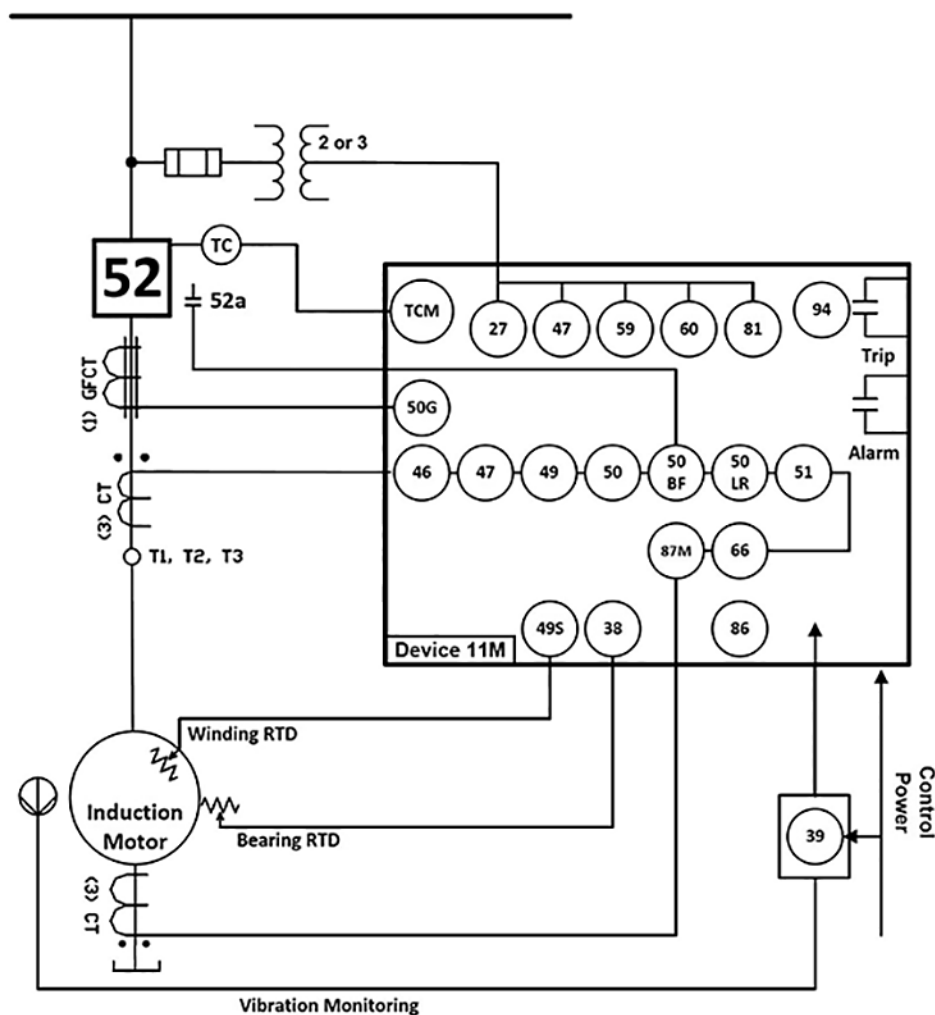 2 or 3
52
TC
52a
TCM
27
47
59
60
81
94
Trip
(1) GFCT
50G
Alarm
46
47
49
50
50
BF
50
LR
51
(3) CT
T1, T2, T3
87M
66
49S
38
86
Device 11M
Winding RTD
Induction
Motor
Bearing RTD
39
Control
Power
(3) CT
Vibration Monitoring